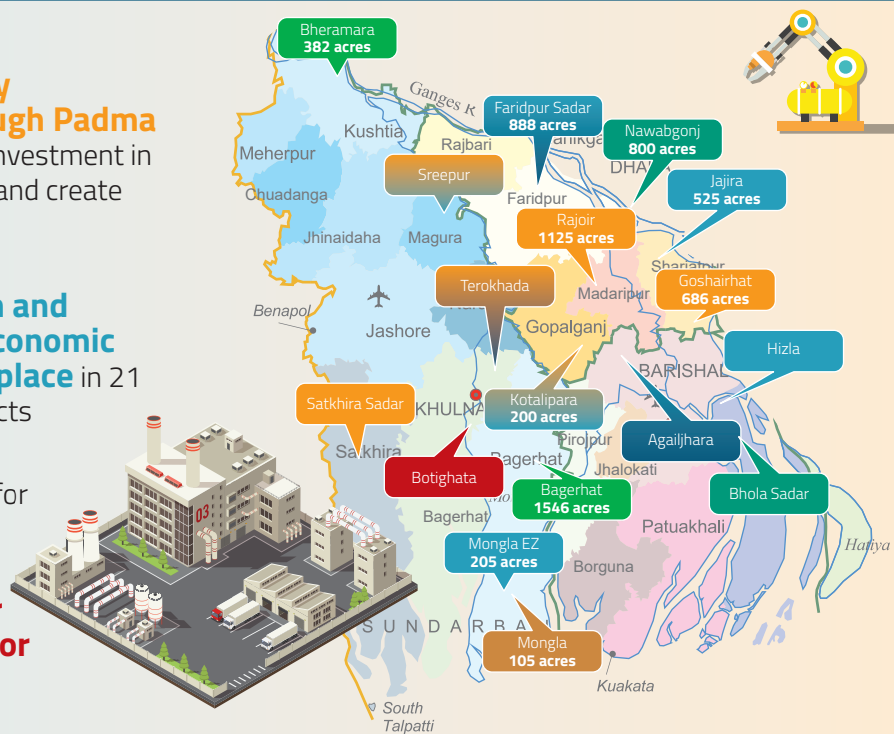 y
ugh Padma
nvestment in
and create
n and
conomic
place in 21
cts
for
or
Bheramara
382 acres
Ganges R
Faridpur Sadar
888 acres
Nawabgonj
800 acres
Kushtia
Rajbari
Meherpur
Sreepur
Jajira
525 acres
Chuadanga
Faridpur
Rajoir
1125 acres
Jhinaidaha
Magura
Shariatpur
Terokhada
Goshairhat
686 acres
Madaripur
Benapol
Jashore
Gopalganj
Hizla
BARISHAL
Satkhira Sadar
KHULNA
Kotalipara
200 acres
Pirojpur
Agailjhara
Satkhira
Bagerhat
Botighata
Jhalokati
Bagerhat
1546 acres
Bhola Sadar
03
Bagerhat
Patuakhali
Mongla EZ
205 acres
Hatiya
Borguna
SUNDARBA
Mongla
105 acres
Kuakata
South
Talpatti